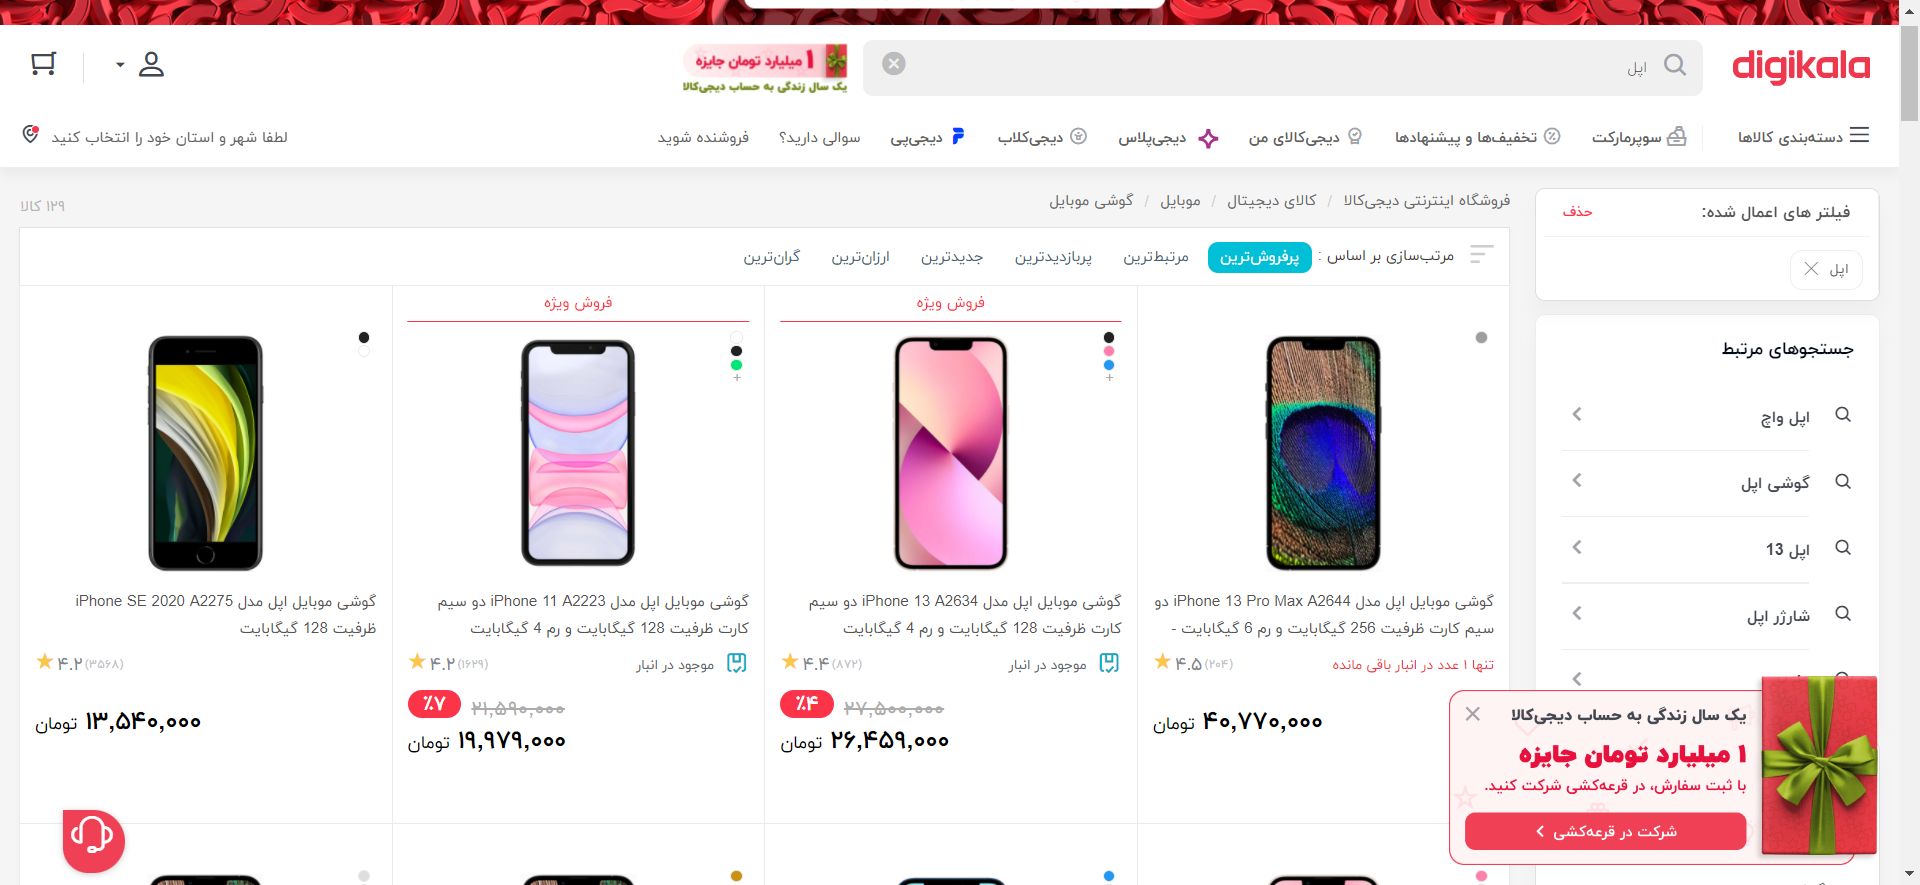 digikala
اپل
۱ میلیارد تومان جایزه
یک سال زندگی به حساب دیجی‌کالا
دسته‌بندی کالاها
سوپرمارکت
تخفیف‌ها و پیشنهادها
دیجی‌کالای من
دیجی‌پلاس
دیجی‌کلاب
دیجی‌پی
سوالی دارید؟
فروشنده شوید
لطفا شهر و استان خود را انتخاب کنید
فیلتر های اعمال شده:
حذف
اپل
جستجوهای مرتبط
اپل واچ
گوشی اپل
اپل 13
شارژر اپل
فروشگاه اینترنتی دیجی‌کالا / کالای دیجیتال / موبایل / گوشی موبایل
۱۲۹ کالا
مرتب‌سازی بر اساس :
پرفروش‌ترین
مرتبط‌ترین
پربازدیدترین
جدیدترین
ارزان‌ترین
گران‌ترین
گوشی موبایل اپل مدل iPhone 13 Pro Max A2644 دو
سیم کارت ظرفیت 256 گیگابایت و رم 6 گیگابایت -
تنها ۱ عدد در انبار باقی مانده
۴.۵ (۲۰۴)
۴۰,۷۷۰,۰۰۰ تومان
فروش ویژه
+
گوشی موبایل اپل مدل iPhone 13 A2634 دو سیم
کارت ظرفیت 128 گیگابایت و رم 4 گیگابایت
موجود در انبار
۴.۴ (۸۷۲)
۲۷,۵۰۰,۰۰۰
٪۴
۲۶,۴۵۹,۰۰۰ تومان
فروش ویژه
+
گوشی موبایل اپل مدل iPhone 11 A2223 دو سیم
کارت ظرفیت 128 گیگابایت و رم 4 گیگابایت
موجود در انبار
۴.۲ (۱۶۲۹)
۲۱,۵۹۰,۰۰۰
٪۷
۱۹,۹۷۹,۰۰۰ تومان
گوشی موبایل اپل مدل iPhone SE 2020 A2275
ظرفیت 128 گیگابایت
۴.۲ (۳۵۶۸)
۱۳,۵۴۰,۰۰۰ تومان
یک سال زندگی به حساب دیجی‌کالا
۱ میلیارد تومان جایزه
با ثبت سفارش، در قرعه‌کشی شرکت کنید.
شرکت در قرعه‌کشی